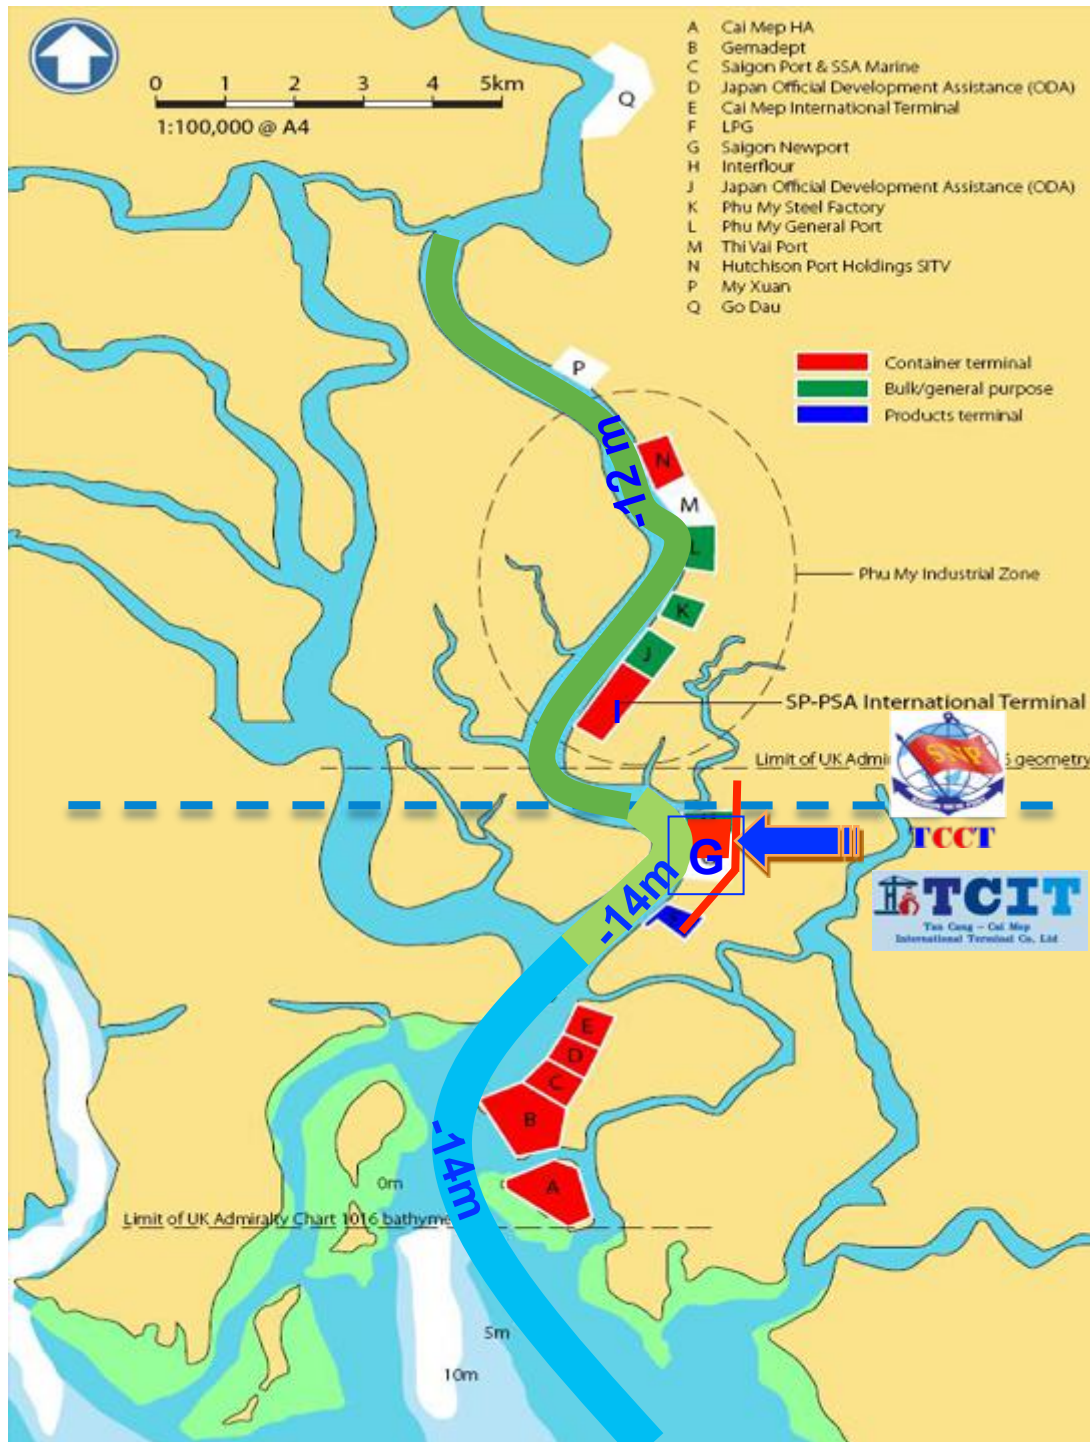 0 1 2 3 4 5km
1:100,000 @ A4
A Cai Mep HA
B Gemadept
C Saigon Port & SSA Marine
D Japan Official Development Assistance (ODA)
E Cai Mep International Terminal
F LPG
G Saigon Newport
H Interflour
J Japan Official Development Assistance (ODA)
K Phu My Steel Factory
L Phu My General Port
M Thi Vai Port
N Hutchison Port Holdings SITV
P My Xuan
Q Go Dau
Q
Container terminal
Bulk/general purpose
Products terminal
P
-12 m
N
M
L
K
J
I
Phu My Industrial Zone
SP-PSA International Terminal
Limit of UK Admi
geometry
SNP
TCCT
G
-14m
TCIT
Tan Cang - Cai Mep
International Terminal Co., Ltd
E
D
C
B
A
-14m
0m
Limit of UK Admiralty Chart 1016 bathyme
5m
10m